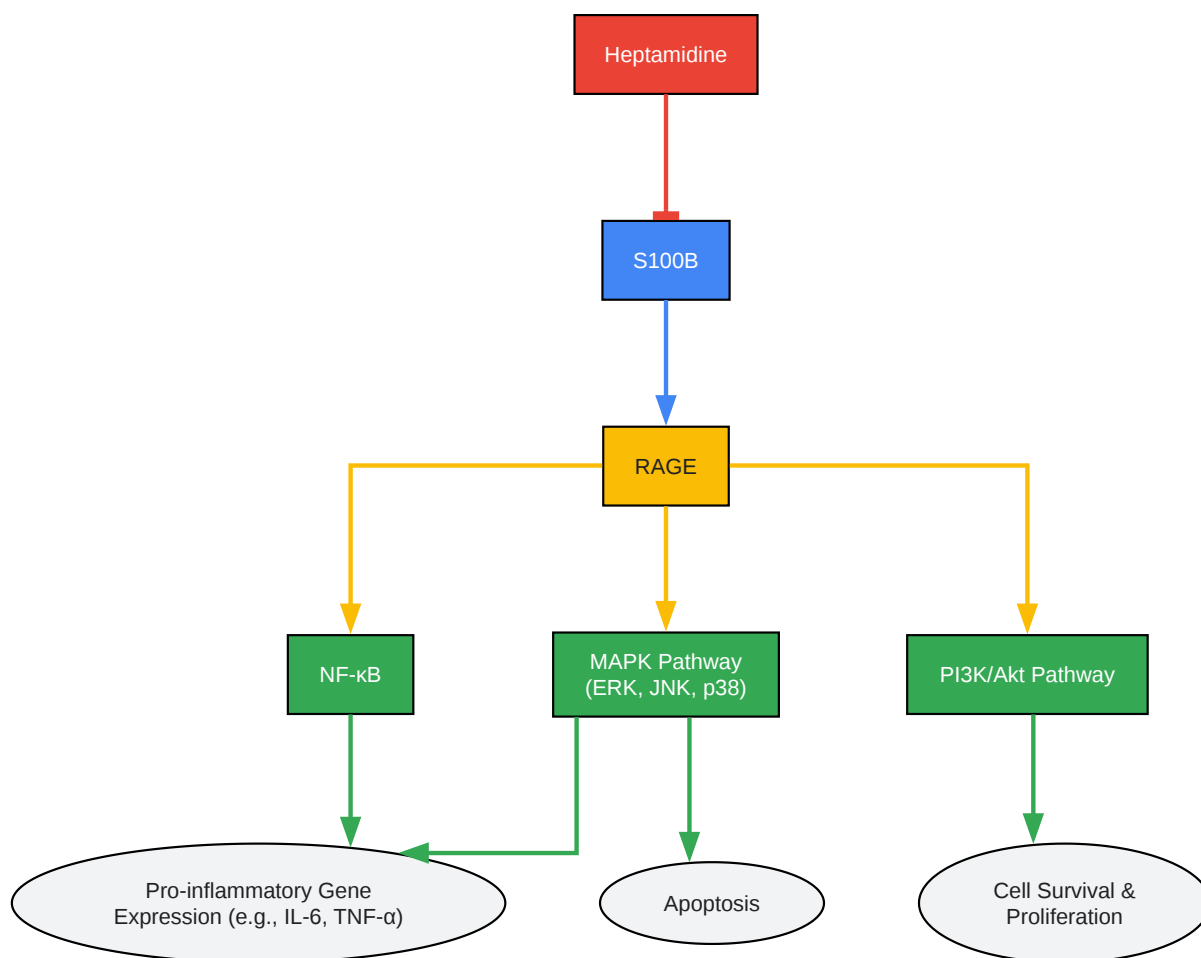 Heptamidine
S100B
RAGE
NF-κB
MAPK Pathway
(ERK, JNK, p38)
PI3K/Akt Pathway
Pro-inflammatory Gene
Expression (e.g., IL-6, TNF-α)
Apoptosis
Cell Survival &
Proliferation